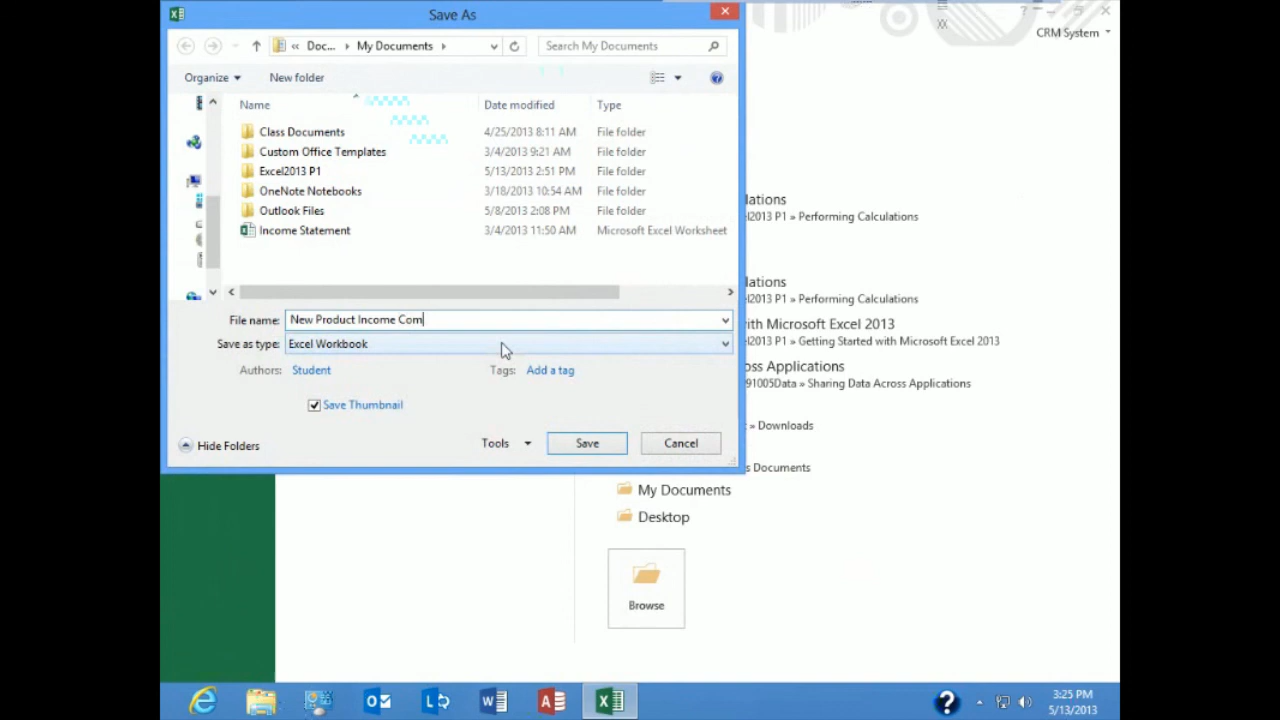 Save As
CRM System
« Doc... › My Documents ›
Search My Documents
Organize
New folder
Name Date modified Type
Class Documents 4/25/2013 8:11 AM File folder
Custom Office Templates 3/4/2013 9:21 AM File folder
Excel2013 P1 5/13/2013 2:51 PM File folder
OneNote Notebooks 3/18/2013 10:54 AM File folder
Outlook Files 5/8/2013 2:08 PM File folder
Income Statement 3/4/2013 11:50 AM Microsoft Excel Worksheet
File name: New Product Income Com
Save as type: Excel Workbook
Authors: Student Tags: Add a tag
Save Thumbnail
Hide Folders Tools Save Cancel
lations
el2013 P1 » Performing Calculations
lations
el2013 P1 » Performing Calculations
ith Microsoft Excel 2013
el2013 P1 » Getting Started with Microsoft Excel 2013
oss Applications
91005Data » Sharing Data Across Applications
» Downloads
s Documents
My Documents
Desktop
Browse
3:25 PM
5/13/2013